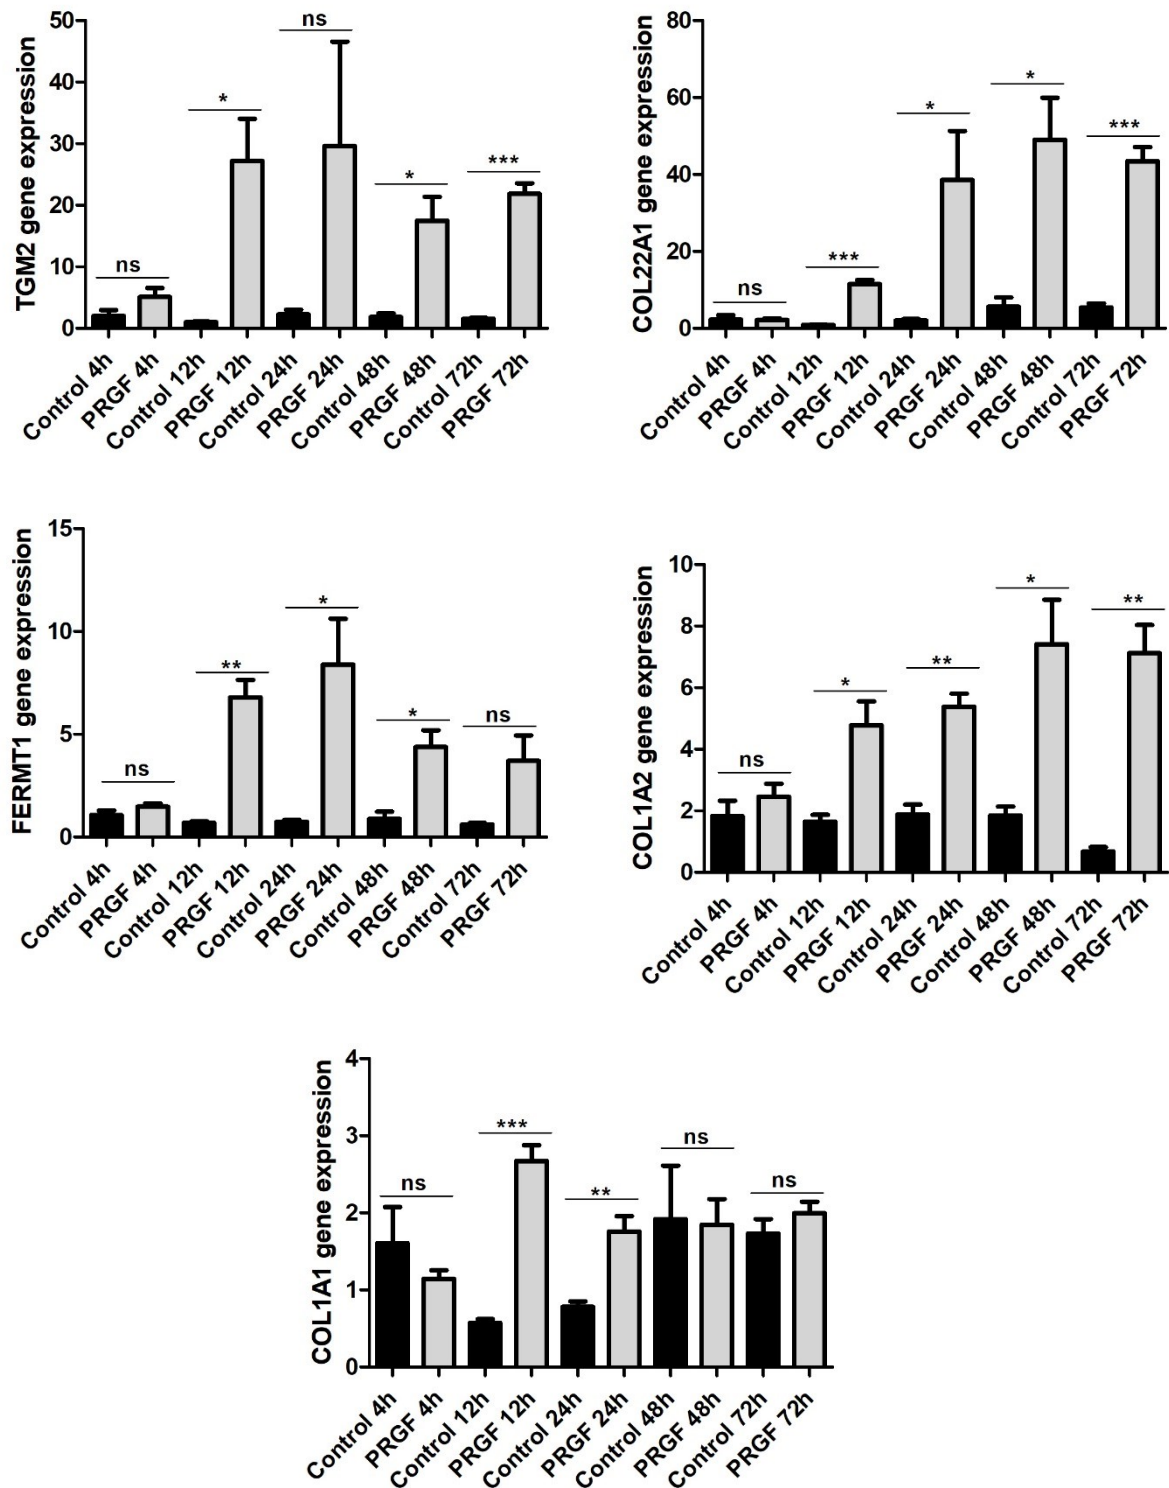 TGM2 gene expression
50
40
30
20
10
0
ns
*
ns
*
***
Control 4h
PRGF 4h
Control 12h
PRGF 12h
Control 24h
PRGF 24h
Control 48h
PRGF 48h
Control 72h
PRGF 72h
COL22A1 gene expression
80
60
40
20
0
ns
***
*
*
***
Control 4h
PRGF 4h
Control 12h
PRGF 12h
Control 24h
PRGF 24h
Control 48h
PRGF 48h
Control 72h
PRGF 72h
FERMT1 gene expression
15
10
5
0
ns
**
*
*
ns
Control 4h
PRGF 4h
Control 12h
PRGF 12h
Control 24h
PRGF 24h
Control 48h
PRGF 48h
Control 72h
PRGF 72h
COL1A2 gene expression
10
8
6
4
2
0
ns
*
**
*
**
Control 4h
PRGF 4h
Control 12h
PRGF 12h
Control 24h
PRGF 24h
Control 48h
PRGF 48h
Control 72h
PRGF 72h
COL1A1 gene expression
4
3
2
1
0
ns
***
**
ns
ns
Control 4h
PRGF 4h
Control 12h
PRGF 12h
Control 24h
PRGF 24h
Control 48h
PRGF 48h
Control 72h
PRGF 72h